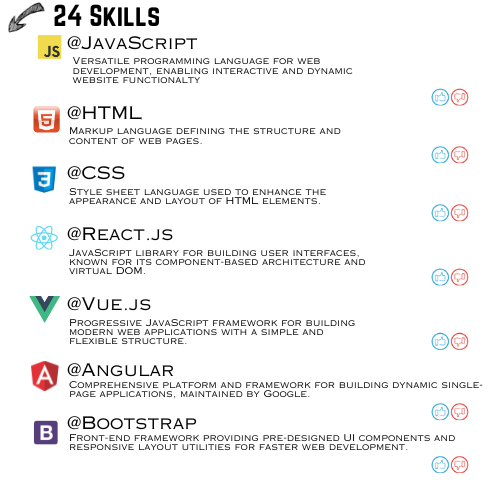 24 Skills
JS
@JavaScript
Versatile programming language for web
development, enabling interactive and dynamic
website functionalty
5
@HTML
Markup language defining the structure and
content of web pages.
3
@CSS
Style sheet language used to enhance the
appearance and layout of HTML elements.
@React.js
JavaScript library for building user interfaces,
known for its component-based architecture and
virtual DOM.
@Vue.js
Progressive JavaScript framework for building
modern web applications with a simple and
flexible structure.
A
@Angular
Comprehensive platform and framework for building dynamic single-
page applications, maintained by Google.
B
@Bootstrap
Front-end framework providing pre-designed UI components and
responsive layout utilities for faster web development.